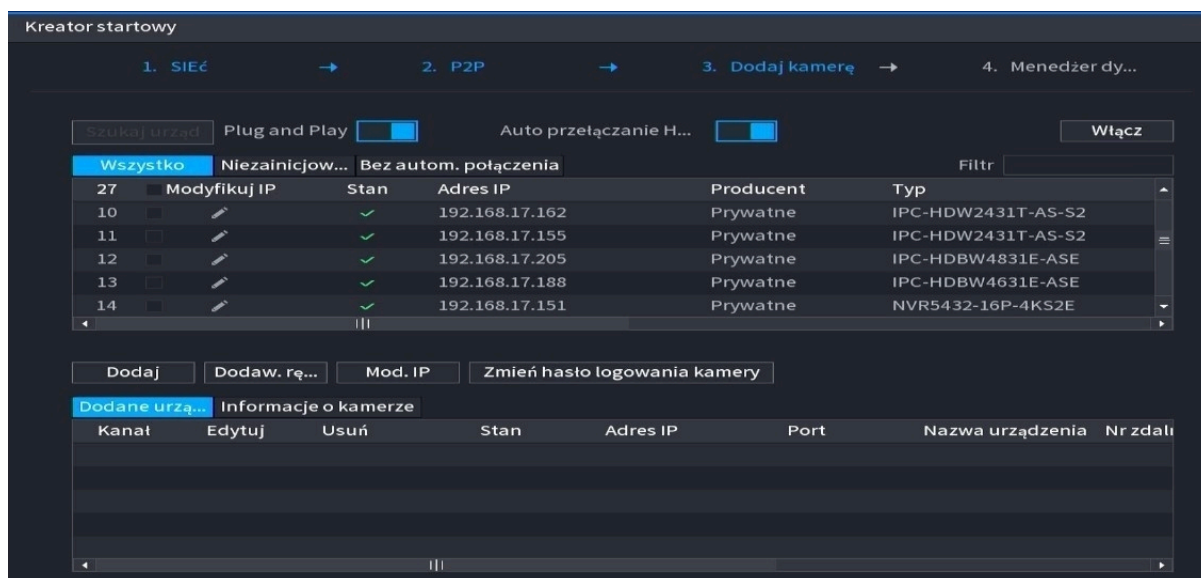 Kreator startowy
1. SIEć → 2. P2P → 3. Dodaj kamerę → 4. Menedżer dy...
Szukaj urząd Plug and Play Auto przełączanie H... Włącz
Wszystko Niezainicjow... Bez autom. połączenia Filtr
27 Modyfikuj IP Stan Adres IP Producent Typ
10 192.168.17.162 Prywatne IPC-HDW2431T-AS-S2
11 192.168.17.155 Prywatne IPC-HDW2431T-AS-S2
12 192.168.17.205 Prywatne IPC-HDBW4831E-ASE
13 192.168.17.188 Prywatne IPC-HDBW4631E-ASE
14 192.168.17.151 Prywatne NVR5432-16P-4KS2E
Dodaj Dodaw. rę... Mod. IP Zmień hasło logowania kamery
Dodane urzą... Informacje o kamerze
Kanał Edytuj Usuń Stan Adres IP Port Nazwa urządzenia Nr zdaln